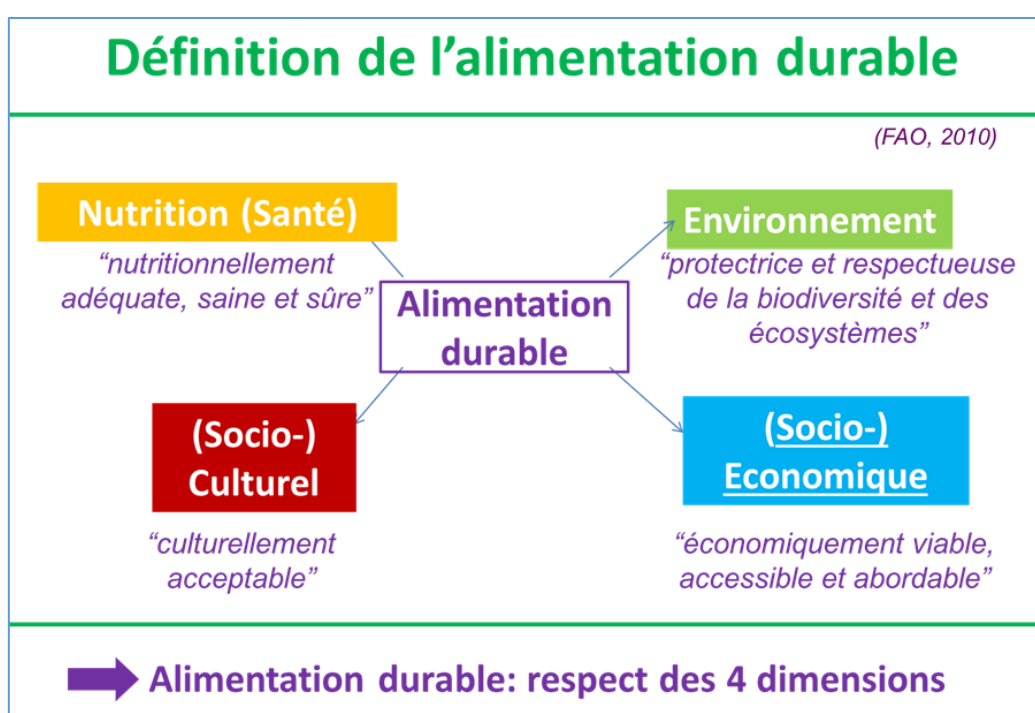 Définition de l’alimentation durable
(FAO, 2010)
Nutrition (Santé)
“nutritionnellement
adéquate, saine et sûre”
Environnement
“protectrice et respectueuse
de la biodiversité et des
écosystèmes”
Alimentation
durable
(Socio-)
Culturel
“culturellement
acceptable”
(Socio-)
Economique
“économiquement viable,
accessible et abordable”
Alimentation durable: respect des 4 dimensions